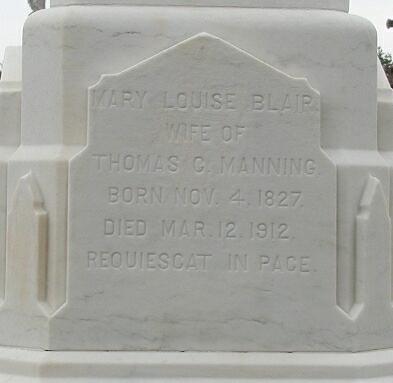 MARY LOUISE BLAIR.
WIFE OF
THOMAS C. MANNING.
BORN NOV. 4. 1827.
DIED MAR. 12. 1912.
REQUIESCAT IN PACE.